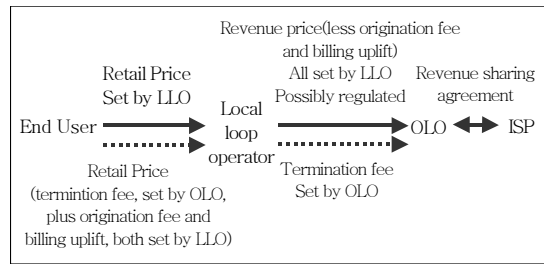 Revenue price(less origination fee
and billing uplift)
All set by LLO
Possibly regulated
Retail Price
Set by LLO
Revenue sharing
agreement
End User
Local
loop
operator
OLO
ISP
Retail Price
(termintion fee, set by OLO,
plus origination fee and
billing uplift, both set by LLO)
Termination fee
Set by OLO